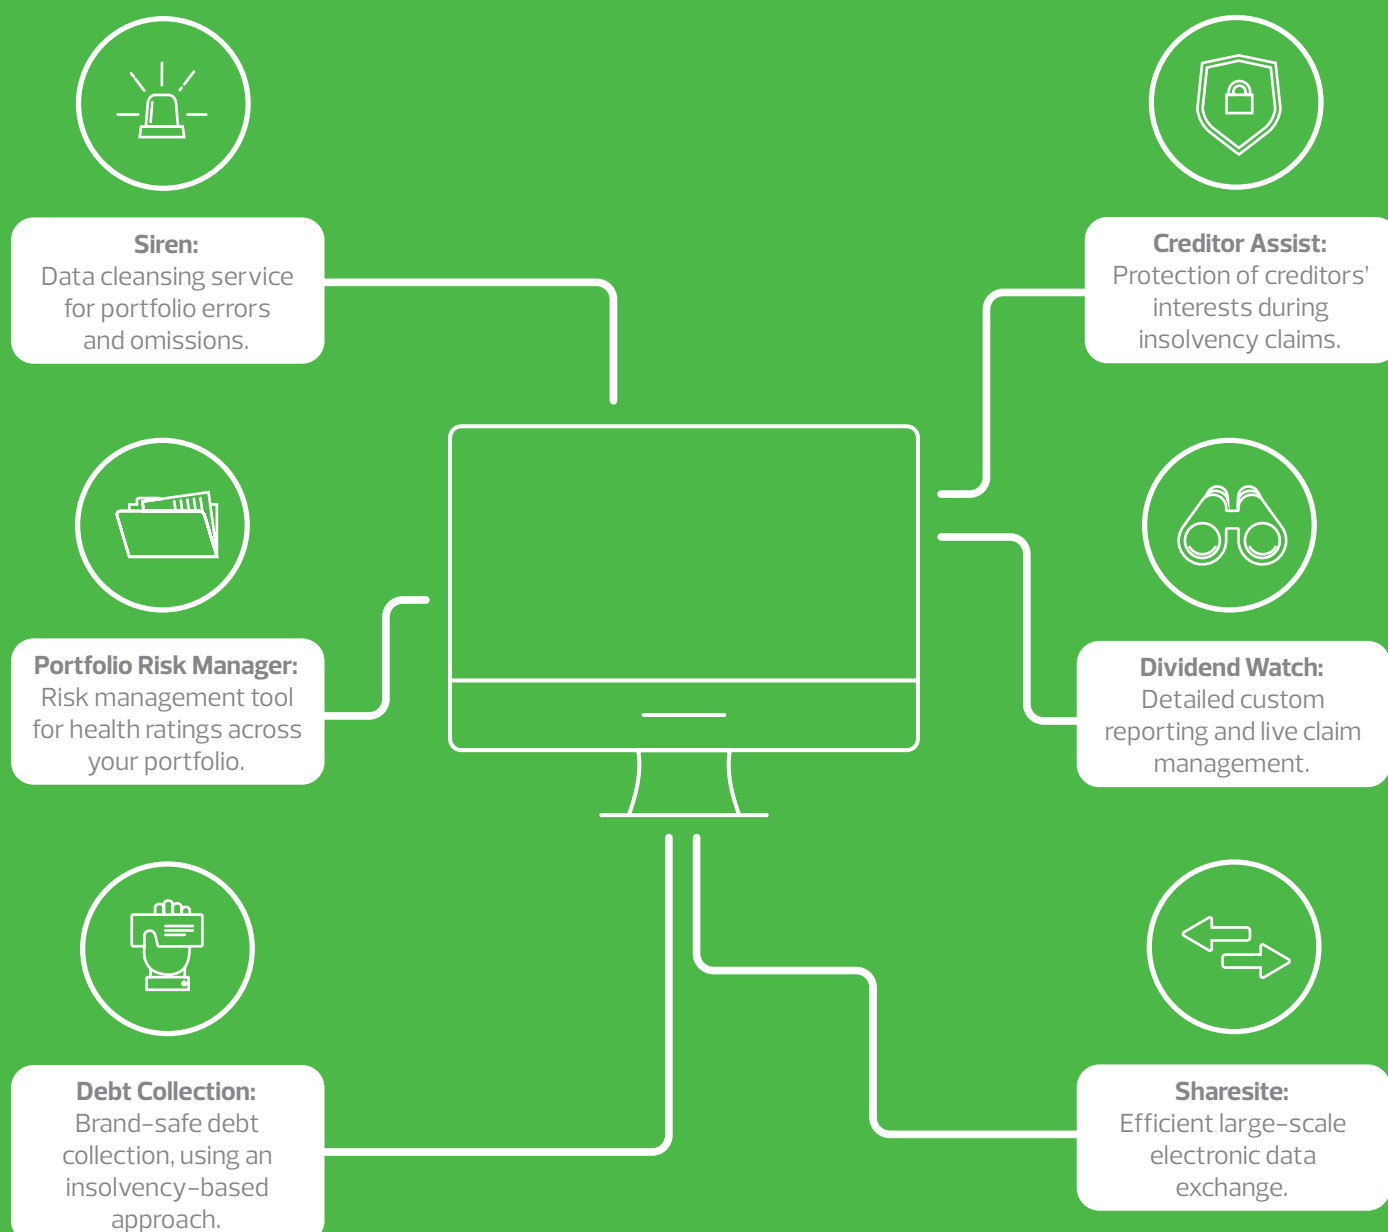 Siren:
Data cleansing service
for portfolio errors
and omissions.
Creditor Assist:
Protection of creditors’
interests during
insolvency claims.
Portfolio Risk Manager:
Risk management tool
for health ratings across
your portfolio.
Dividend Watch:
Detailed custom
reporting and live claim
management.
Debt Collection:
Brand-safe debt
collection, using an
insolvency-based
approach.
Sharesite:
Efficient large-scale
electronic data
exchange.